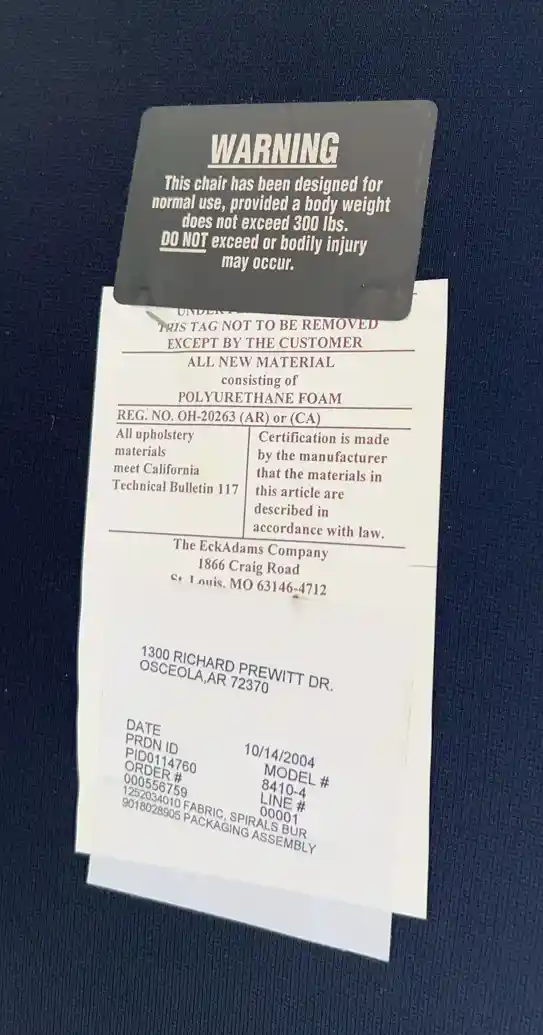 WARNING
This chair has been designed for
normal use, provided a body weight
does not exceed 300 lbs.
DO NOT exceed or bodily injury
may occur.
THIS TAG NOT TO BE REMOVED
EXCEPT BY THE CUSTOMER
ALL NEW MATERIAL
consisting of
POLYURETHANE FOAM
REG. NO. OH-20263 (AR) or (CA)
All upholstery
materials
meet California
Technical Bulletin 117
Certification is made
by the manufacturer
that the materials in
this article are
described in
accordance with law.
The EckAdams Company
1866 Craig Road
St. Louis, MO 63146-4712
1300 RICHARD PREWITT DR.
OSCEOLA,AR 72370
DATE 10/14/2004
PRDN ID MODEL #
PID0114760 8410-4
ORDER # LINE #
000556759 00001
1252034010 FABRIC, SPIRALS BUR
9018028905 PACKAGING ASSEMBLY